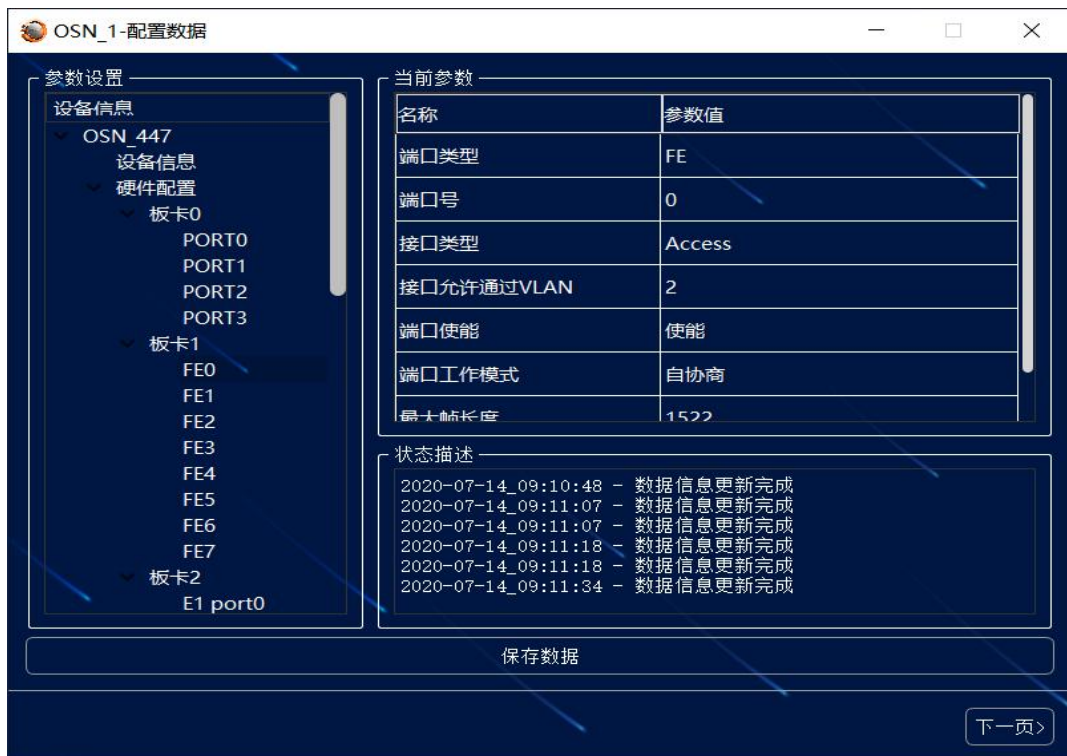 OSN_1-配置数据
参数设置
设备信息
OSN_447
设备信息
硬件配置
板卡0
PORT0
PORT1
PORT2
PORT3
板卡1
FE0
FE1
FE2
FE3
FE4
FE5
FE6
FE7
板卡2
E1 port0
当前参数
名称 参数值
端口类型 FE
端口号 0
接口类型 Access
接口允许通过VLAN 2
端口使能 使能
端口工作模式 自协商
最大帧长度 1522
状态描述
2020-07-14_09:10:48 - 数据信息更新完成
2020-07-14_09:11:07 - 数据信息更新完成
2020-07-14_09:11:07 - 数据信息更新完成
2020-07-14_09:11:18 - 数据信息更新完成
2020-07-14_09:11:18 - 数据信息更新完成
2020-07-14_09:11:34 - 数据信息更新完成
保存数据
下一页>